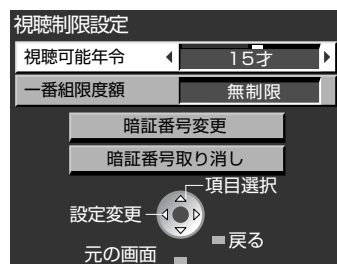 視聴制限設定
視聴可能年令 15才
一番組限度額 無制限
暗証番号変更
暗証番号取り消し
項目選択
設定変更
戻る
元の画面